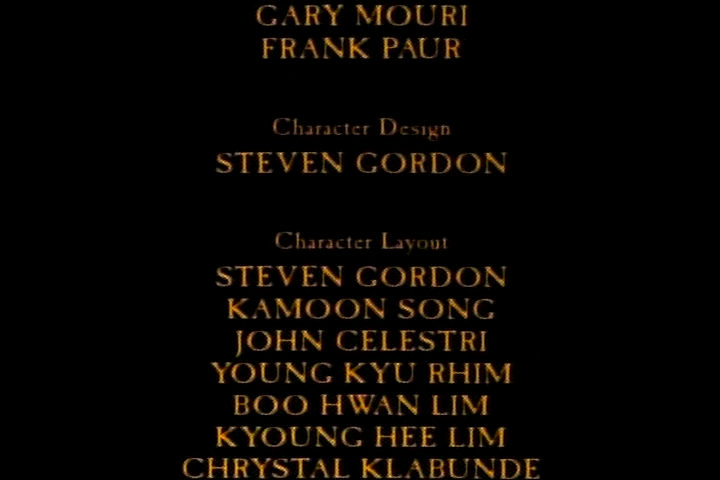 GARY MOURI
FRANK PAUR
Character Design
STEVEN GORDON
Character Layout
STEVEN GORDON
KAMOON SONG
JOHN CELESTRI
YOUNG KYU RHIM
BOO HWAN LIM
KYOUNG HEE LIM
CHRYSTAL KLABUNDE